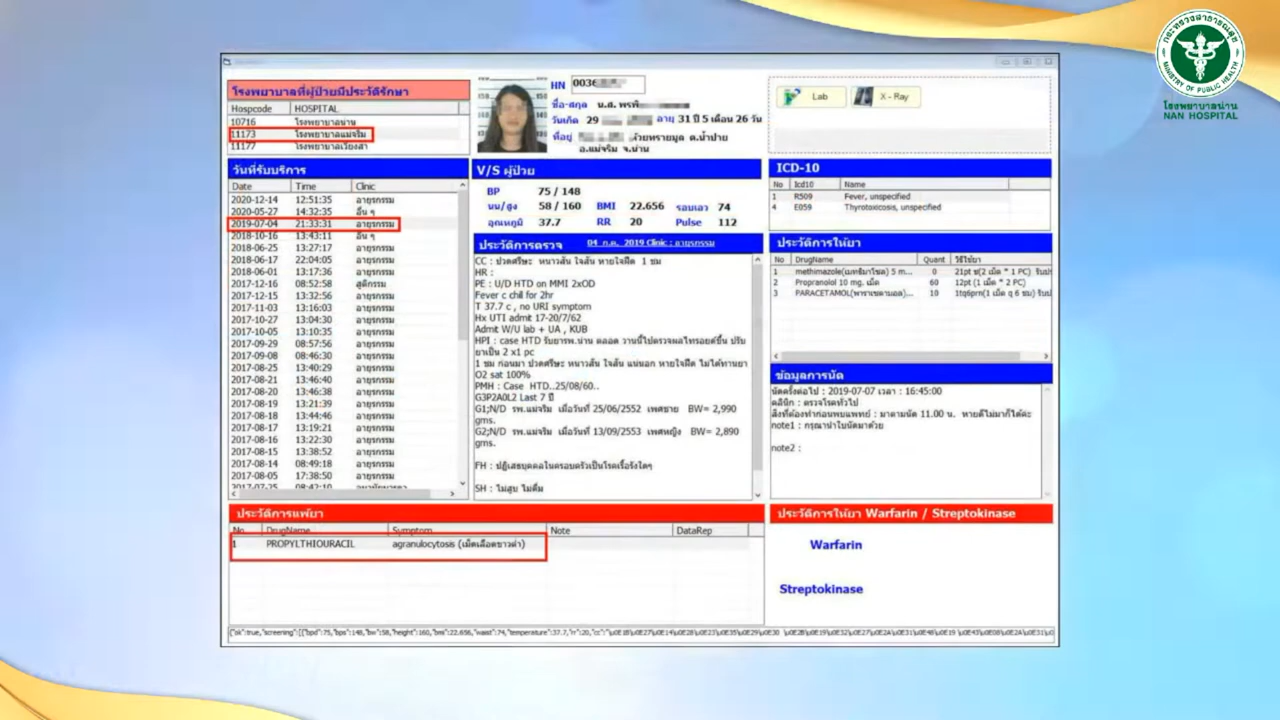 กระทรวงสาธารณสุข
MINISTRY OF PUBLIC HEALTH
โรงพยาบาลน่าน
NAN HOSPITAL
โรงพยาบาลที่ผู้ป่วยมีประวัติรักษา
Hospcode HOSPITAL
10716 โรงพยาบาลน่าน
11173 โรงพยาบาลแม่จริม
11177 โรงพยาบาลเวียงสา
HN 0036
ชื่อ-สกุล น.ส. พรพิ
วันเกิด 29 อายุ 31 ปี 5 เดือน 26 วัน
ที่อยู่ ห้วยทรายมูล ต.น้ำปาย
อ.แม่จริม จ.น่าน
Lab
X - Ray
วันที่รับบริการ
Date Time Clinic
2020-12-14 12:51:35 อายุรกรรม
2020-05-27 14:32:35 อื่น ๆ
2019-07-04 21:33:31 อายุรกรรม
2018-10-16 13:43:11 อื่น ๆ
2018-06-25 13:27:17 อายุรกรรม
2018-06-17 22:04:05 อายุรกรรม
2018-06-01 13:17:36 อายุรกรรม
2017-12-16 08:52:58 สูติกรรม
2017-12-15 13:32:56 อายุรกรรม
2017-11-03 13:16:03 อายุรกรรม
2017-10-27 13:04:30 อายุรกรรม
2017-10-05 13:10:35 อายุรกรรม
2017-09-29 08:57:56 อายุรกรรม
2017-09-08 08:46:30 อายุรกรรม
2017-08-25 13:40:29 อายุรกรรม
2017-08-21 13:46:40 อายุรกรรม
2017-08-20 13:46:38 อายุรกรรม
2017-08-19 13:21:39 อายุรกรรม
2017-08-18 13:44:46 อายุรกรรม
2017-08-17 13:19:21 อายุรกรรม
2017-08-16 13:22:30 อายุรกรรม
2017-08-15 13:38:52 อายุรกรรม
2017-08-14 08:49:18 อายุรกรรม
2017-08-05 17:38:50 อายุรกรรม
2017-07-25 08:42:10
V/S ผู้ป่วย
BP 75 / 148
นน/สูง 58 / 160 BMI 22.656 รอบเอว 74
อุณหภูมิ 37.7 RR 20 Pulse 112
ประวัติการตรวจ 04 ก.ค. 2019 Clinic : อายุรกรรม
CC : ปวดศรีษะ หนาวสั่น ใจสั่น หายใจฝืด 1 ชม
HR :
PE : U/D HTD on MMI 2xOD
Fever c chill for 2hr
T 37.7 c , no URI symptom
Hx UTI admit 17-20/7/62
Admit W/U lab + UA , KUB
HPI : case HTD รับยารพ.น่าน ตลอด วานนี้ไปตรวจผลไทรอยด์ขึ้น ปรับ
ยาเป็น 2 x1 pc
1 ชม ก่อนมา ปวดศรีษะ หนาวสั่น ใจสั่น แน่นอก หายใจฝืด ไม่ได้ทานยา
O2 sat 100%
PMH : Case HTD..25/08/60..
G3P2A0L2 Last 7 ปี
G1;N/D รพ.แม่จริม เมื่อวันที่ 25/06/2552 เพศชาย BW= 2,990
gms.
G2;N/D รพ.แม่จริม เมื่อวันที่ 13/09/2553 เพศหญิง BW= 2,890
gms.
FH : ปฏิเสธบุคคลในครอบครัวเป็นโรคเรื้อรังใดๆ
SH : ไม่สูบ ไม่ดื่ม
ICD-10
No Icd10 Name
1 R509 Fever, unspecified
4 E059 Thyrotoxicosis, unspecified
ประวัติการให้ยา
No DrugName Quant วิธีใช้ยา
1 methimazole(เมทธิมาโซล) 5 m... 0 21pt ช(2 เม็ด * 1 PC) รับป
2 Propranolol 10 mg. เม็ด 60 12pt (1 เม็ด * 2 PC)
3 PARACETAMOL(พาราเซตามอล)... 10 1tq6prn(1 เม็ด q 6 ชม) รับป
ข้อมูลการนัด
นัดครั้งต่อไป : 2019-07-07 เวลา : 16:45:00
คลินิก : ตรวจโรคทั่วไป
สิ่งที่ต้องทำก่อนพบแพทย์ : มาตามนัด 11.00 น. หายดีไม่มาก็ได้ค่ะ
note1 : กรุณานำใบนัดมาด้วย
note2 :
ประวัติการแพ้ยา
No DrugName Symptom Note DataRep
1 PROPYLTHIOURACIL agranulocytosis (เม็ดเลือดขาวต่ำ)
ประวัติการให้ยา Warfarin / Streptokinase
Warfarin
Streptokinase